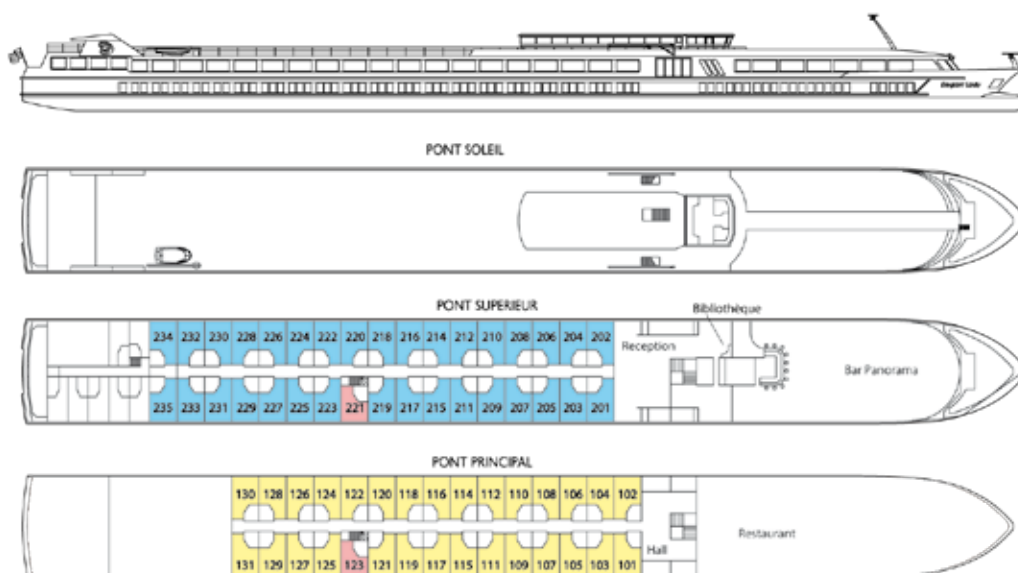 PONT SOLEIL
PONT SUPERIEUR
Bibliothèque
234 232 230 228 226 224 222 220 218 216 214 212 210 208 206 204 202
Reception
Bar Panorama
235 233 231 229 227 225 223 221 219 217 215 211 209 207 205 203 201
PONT PRINCIPAL
130 128 126 124 122 120 118 116 114 112 110 108 106 104 102
Restaurant
Hall
131 129 127 125 123 121 119 117 115 111 109 107 105 103 101